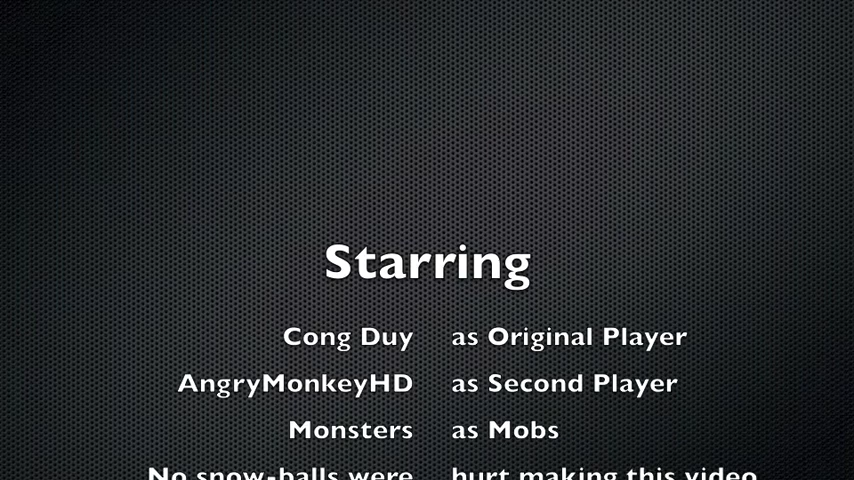 Starring
Cong Duy as Original Player
AngryMonkeyHD as Second Player
Monsters as Mobs
No snow-balls were hurt making this video